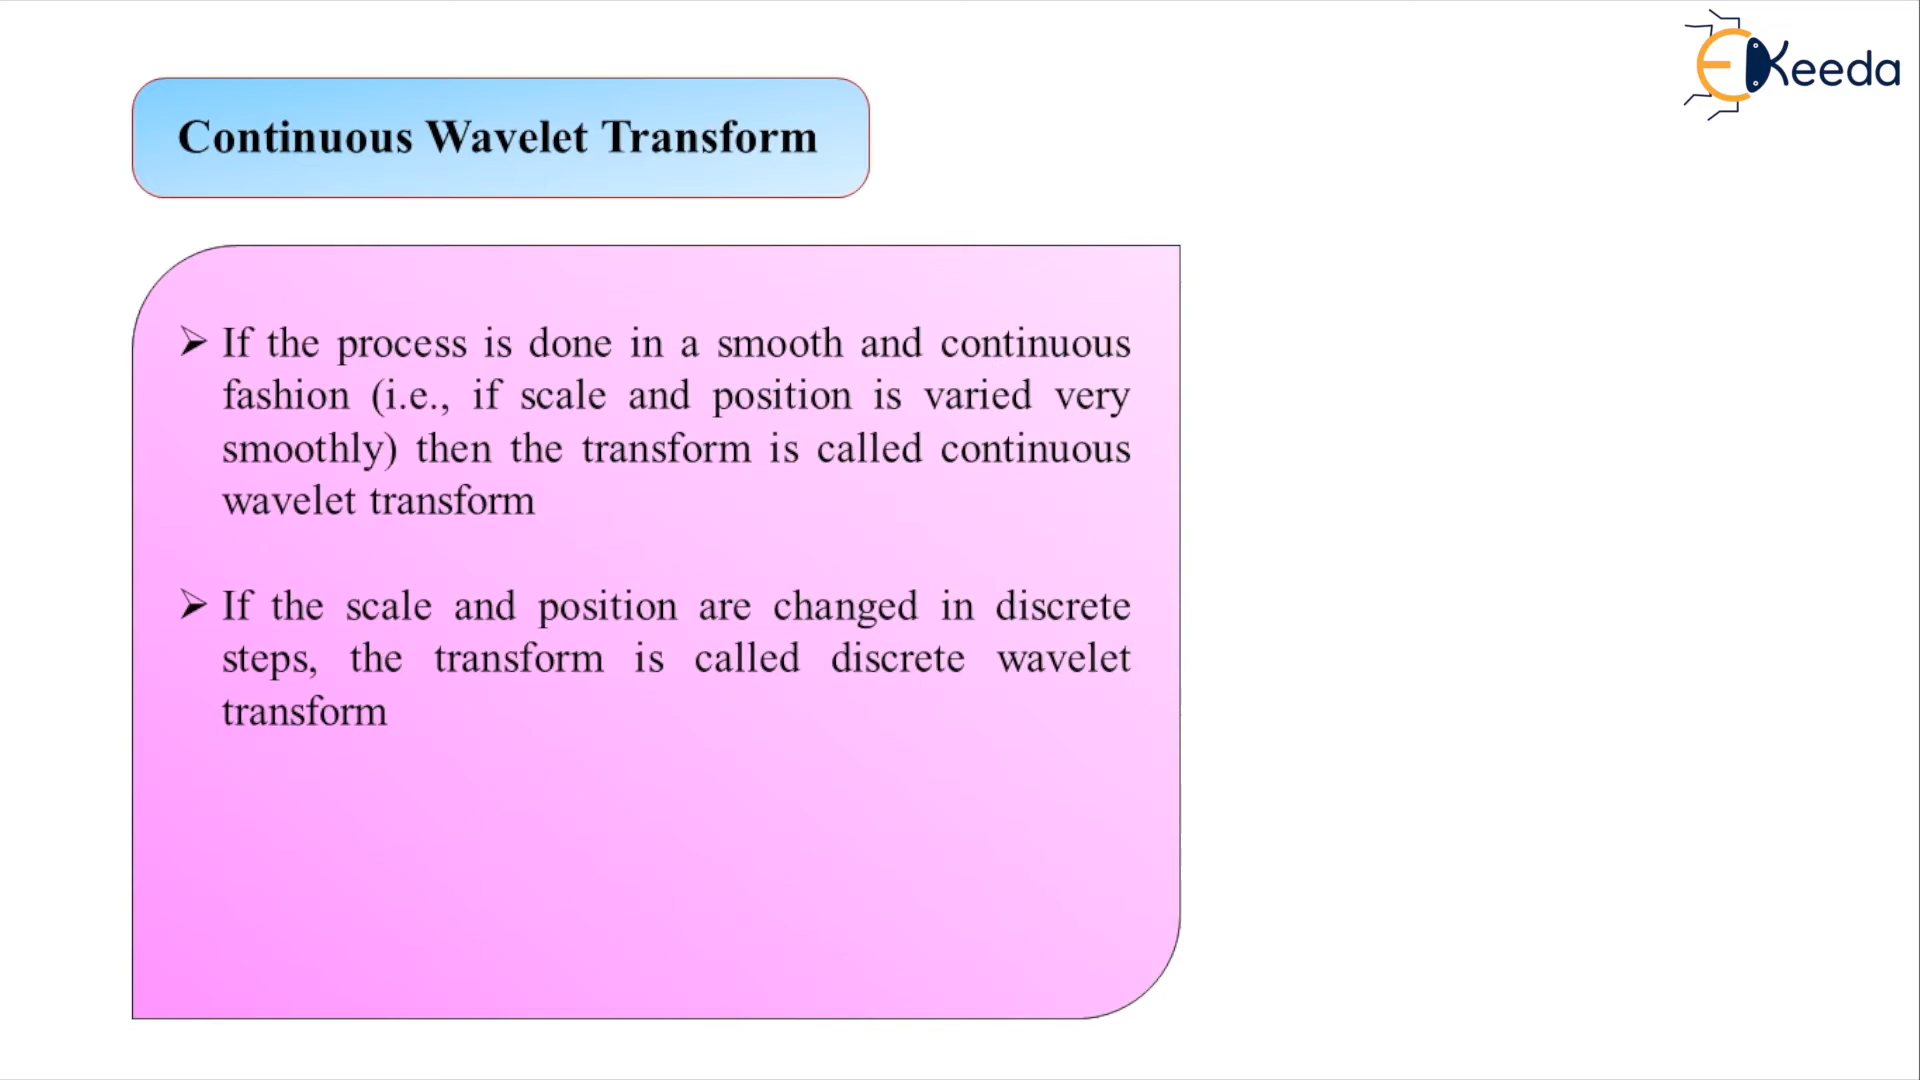 EKeeda
Continuous Wavelet Transform
➢ If the process is done in a smooth and continuous
fashion (i.e., if scale and position is varied very
smoothly) then the transform is called continuous
wavelet transform
➢ If the scale and position are changed in discrete
steps, the transform is called discrete wavelet
transform